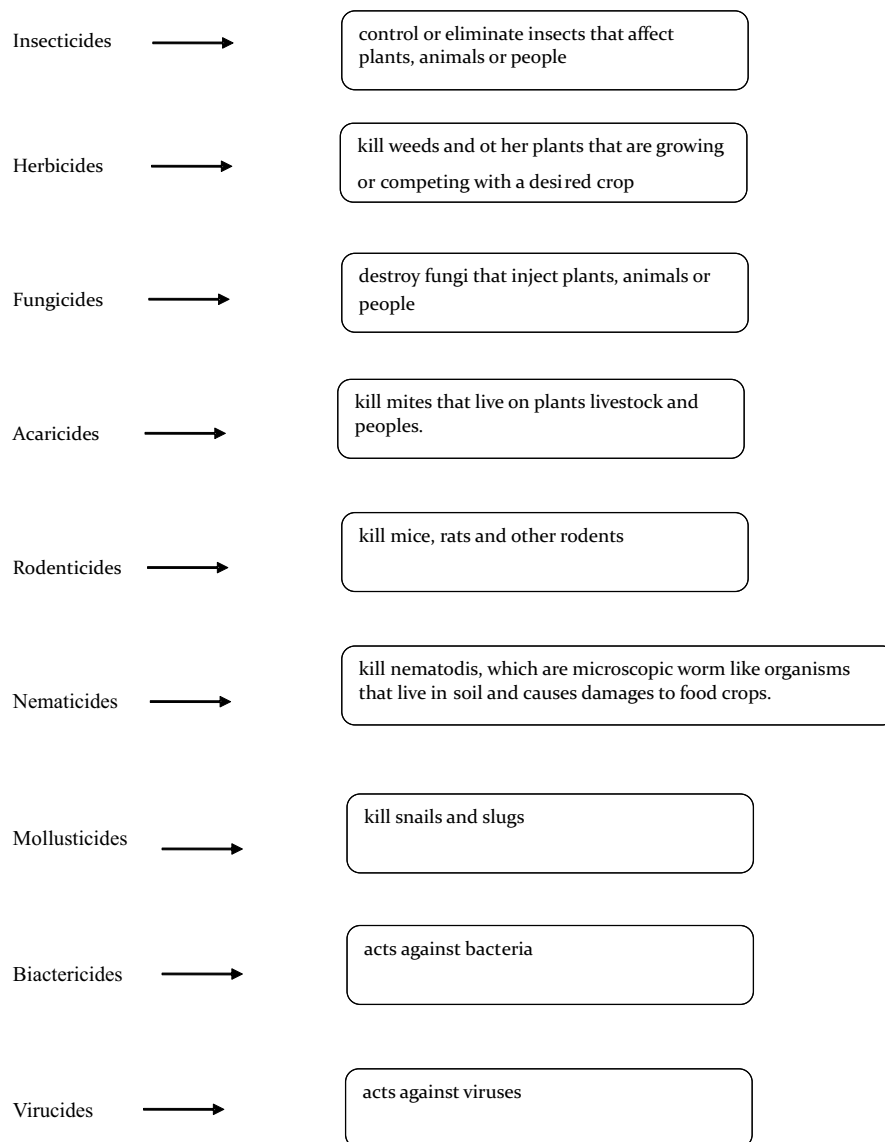 Insecticides
control or eliminate insects that affect
plants, animals or people
Herbicides
kill weeds and ot her plants that are growing
or competing with a desired crop
Fungicides
destroy fungi that inject plants, animals or
people
Acaricides
kill mites that live on plants livestock and
peoples.
Rodenticides
kill mice, rats and other rodents
Nematicides
kill nematodis, which are microscopic worm like organisms
that live in soil and causes damages to food crops.
Mollusticides
kill snails and slugs
Biactericides
acts against bacteria
Virucides
acts against viruses